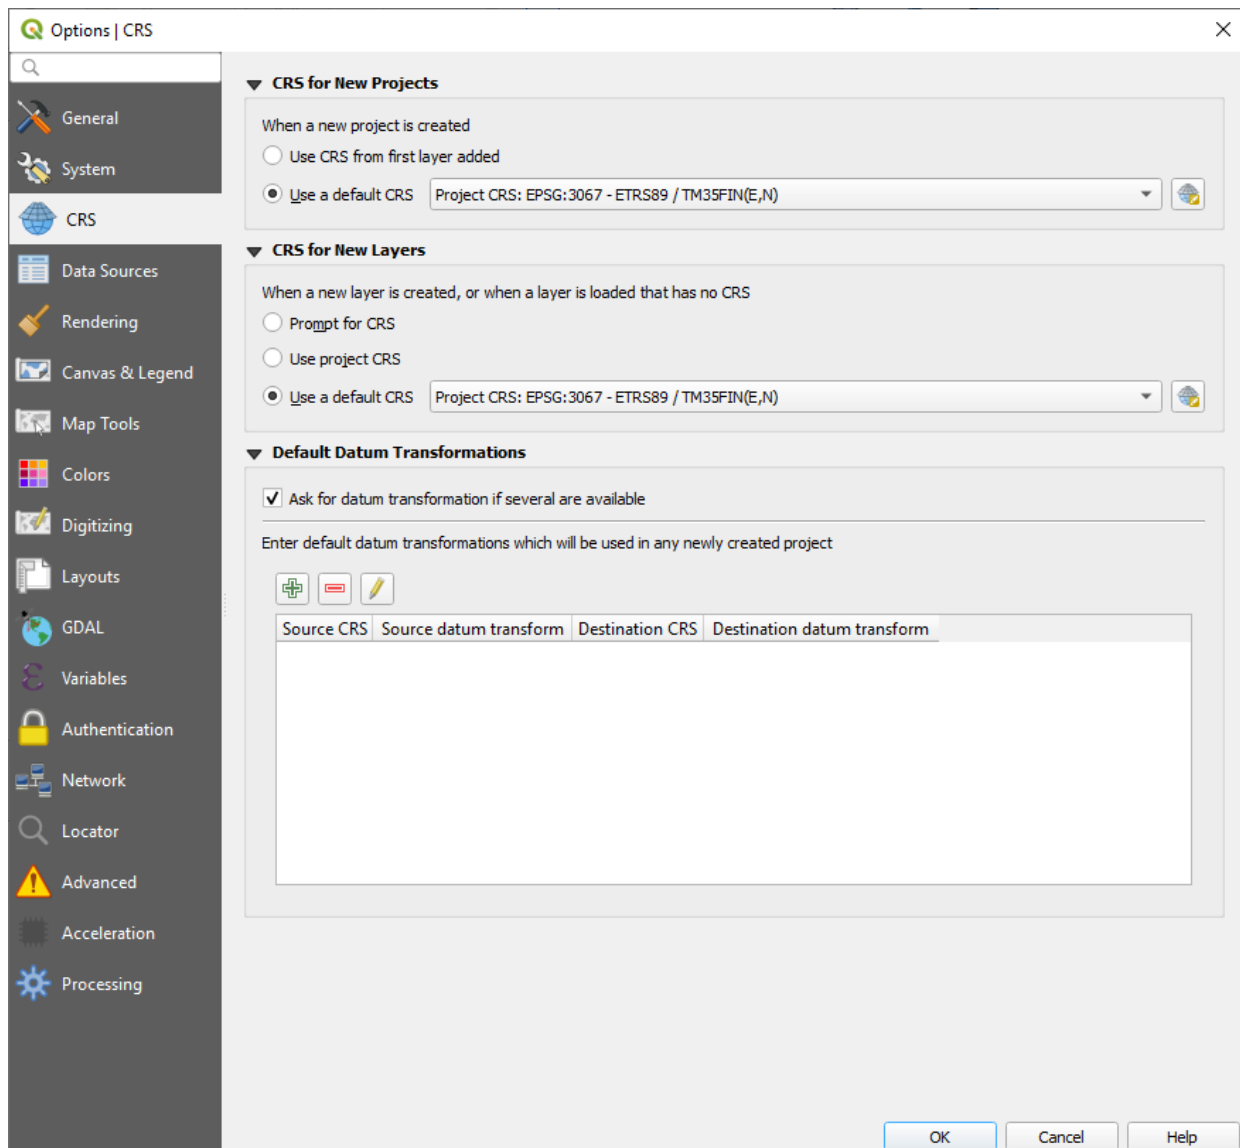 Options | CRS
General
System
CRS
Data Sources
Rendering
Canvas & Legend
Map Tools
Colors
Digitizing
Layouts
GDAL
Variables
Authentication
Network
Locator
Advanced
Acceleration
Processing
CRS for New Projects
When a new project is created
Use CRS from first layer added
Use a default CRS Project CRS: EPSG:3067 - ETRS89 / TM35FIN(E,N)
CRS for New Layers
When a new layer is created, or when a layer is loaded that has no CRS
Prompt for CRS
Use project CRS
Use a default CRS Project CRS: EPSG:3067 - ETRS89 / TM35FIN(E,N)
Default Datum Transformations
Ask for datum transformation if several are available
Enter default datum transformations which will be used in any newly created project
Source CRS Source datum transform Destination CRS Destination datum transform
OK Cancel Help